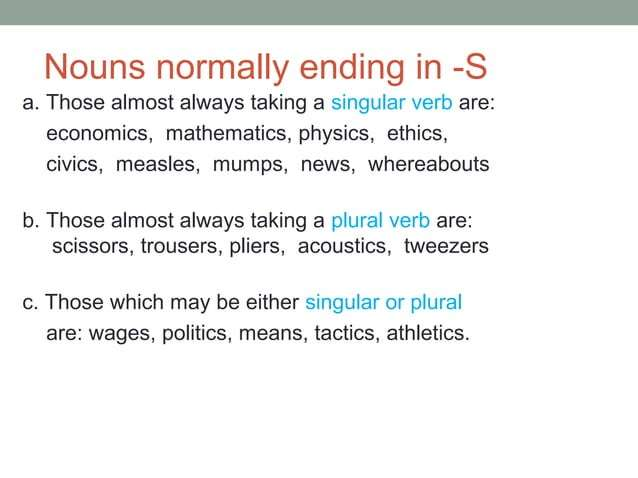 Nouns normally ending in -S
a. Those almost always taking a singular verb are:
economics, mathematics, physics, ethics,
civics, measles, mumps, news, whereabouts
b. Those almost always taking a plural verb are:
scissors, trousers, pliers, acoustics, tweezers
c. Those which may be either singular or plural
are: wages, politics, means, tactics, athletics.